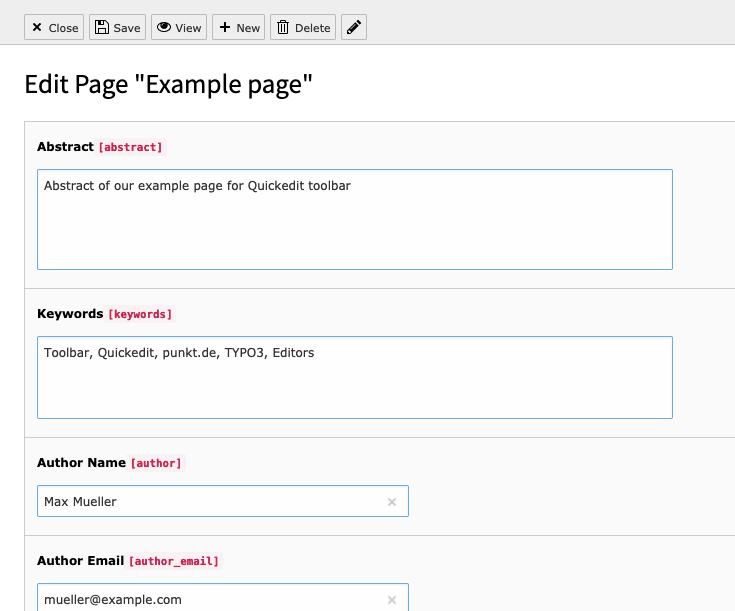 Close Save View New Delete
Edit Page "Example page"
Abstract [abstract]
Abstract of our example page for Quickedit toolbar
Keywords [keywords]
Toolbar, Quickedit, punkt.de, TYPO3, Editors
Author Name [author]
Max Mueller
Author Email [author_email]
mueller@example.com